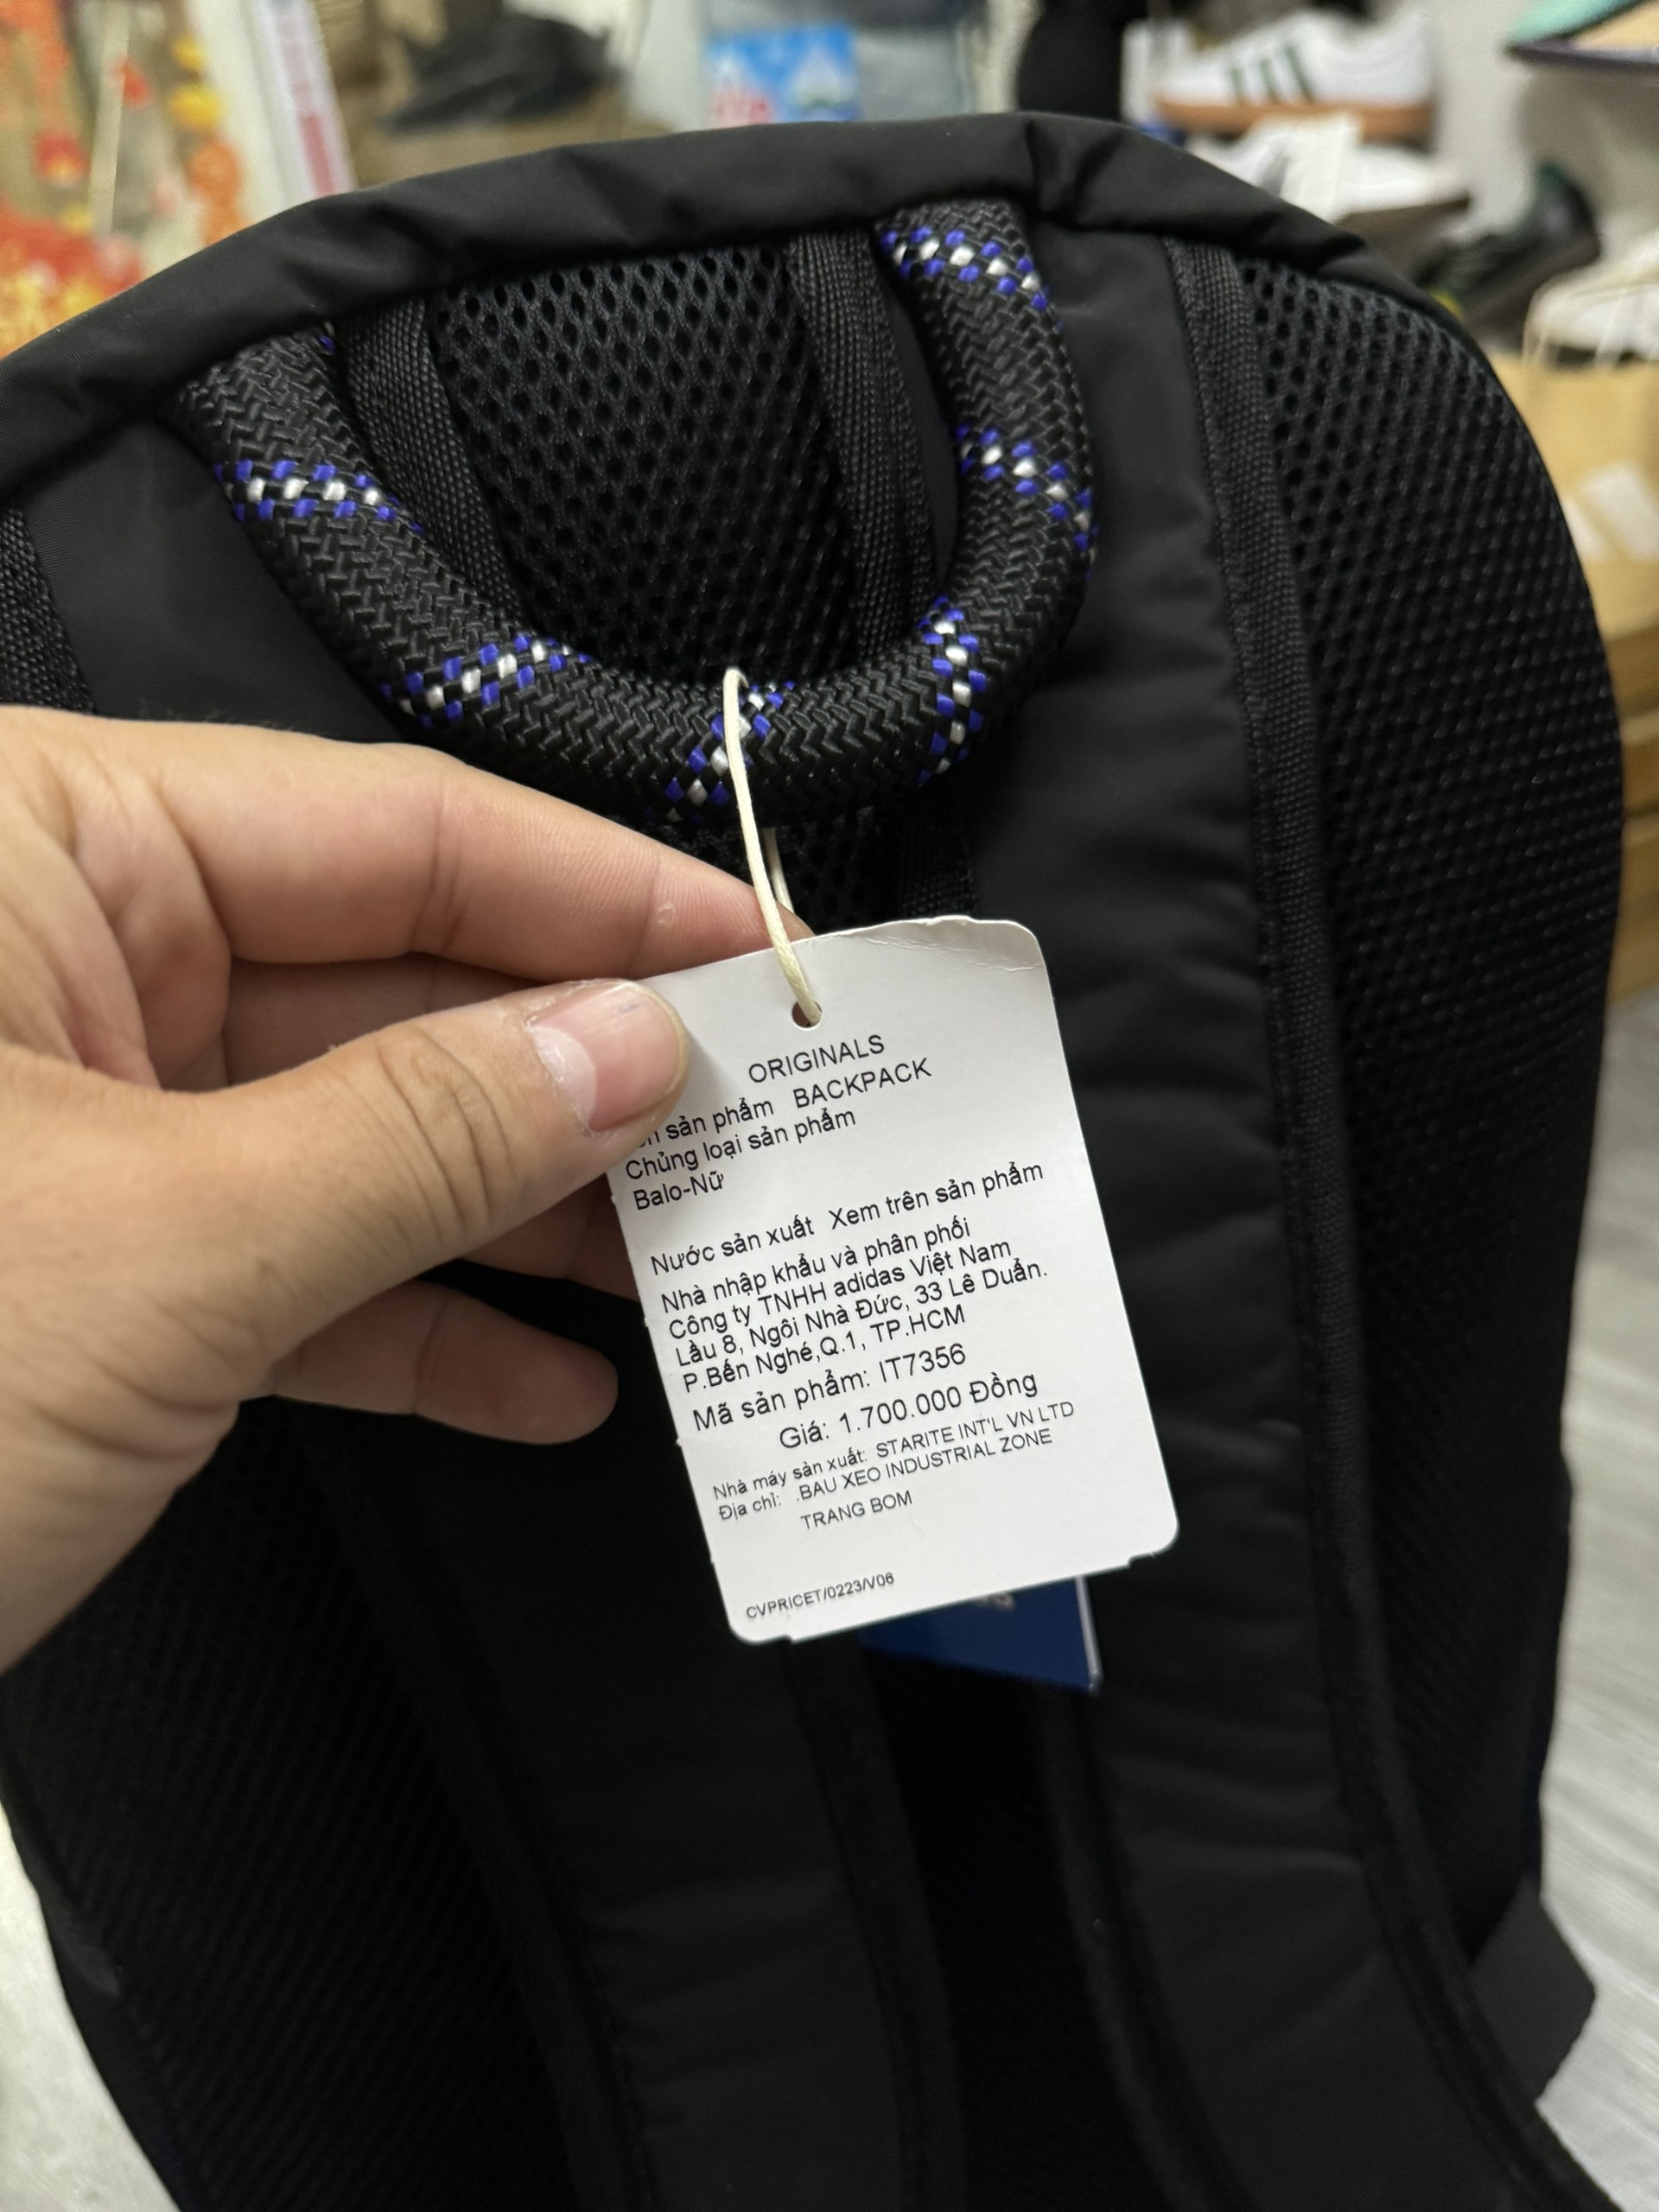 ORIGINALS
sản phẩm BACKPACK
Chủng loại sản phẩm
Balo-Nữ
Nước sản xuất Xem trên sản phẩm
Nhà nhập khẩu và phân phối
Công ty TNHH adidas Việt Nam
Lầu 8, Ngôi Nhà Đức, 33 Lê Duẩn.
P.Bến Nghé,Q.1, TP.HCM
Mã sản phẩm: IT7356
Giá: 1.700.000 Đồng
Nhà máy sản xuất: STARITE INT'L VN LTD
Địa chỉ: .BAU XEO INDUSTRIAL ZONE
TRANG BOM
CVPRICET/0223/V06